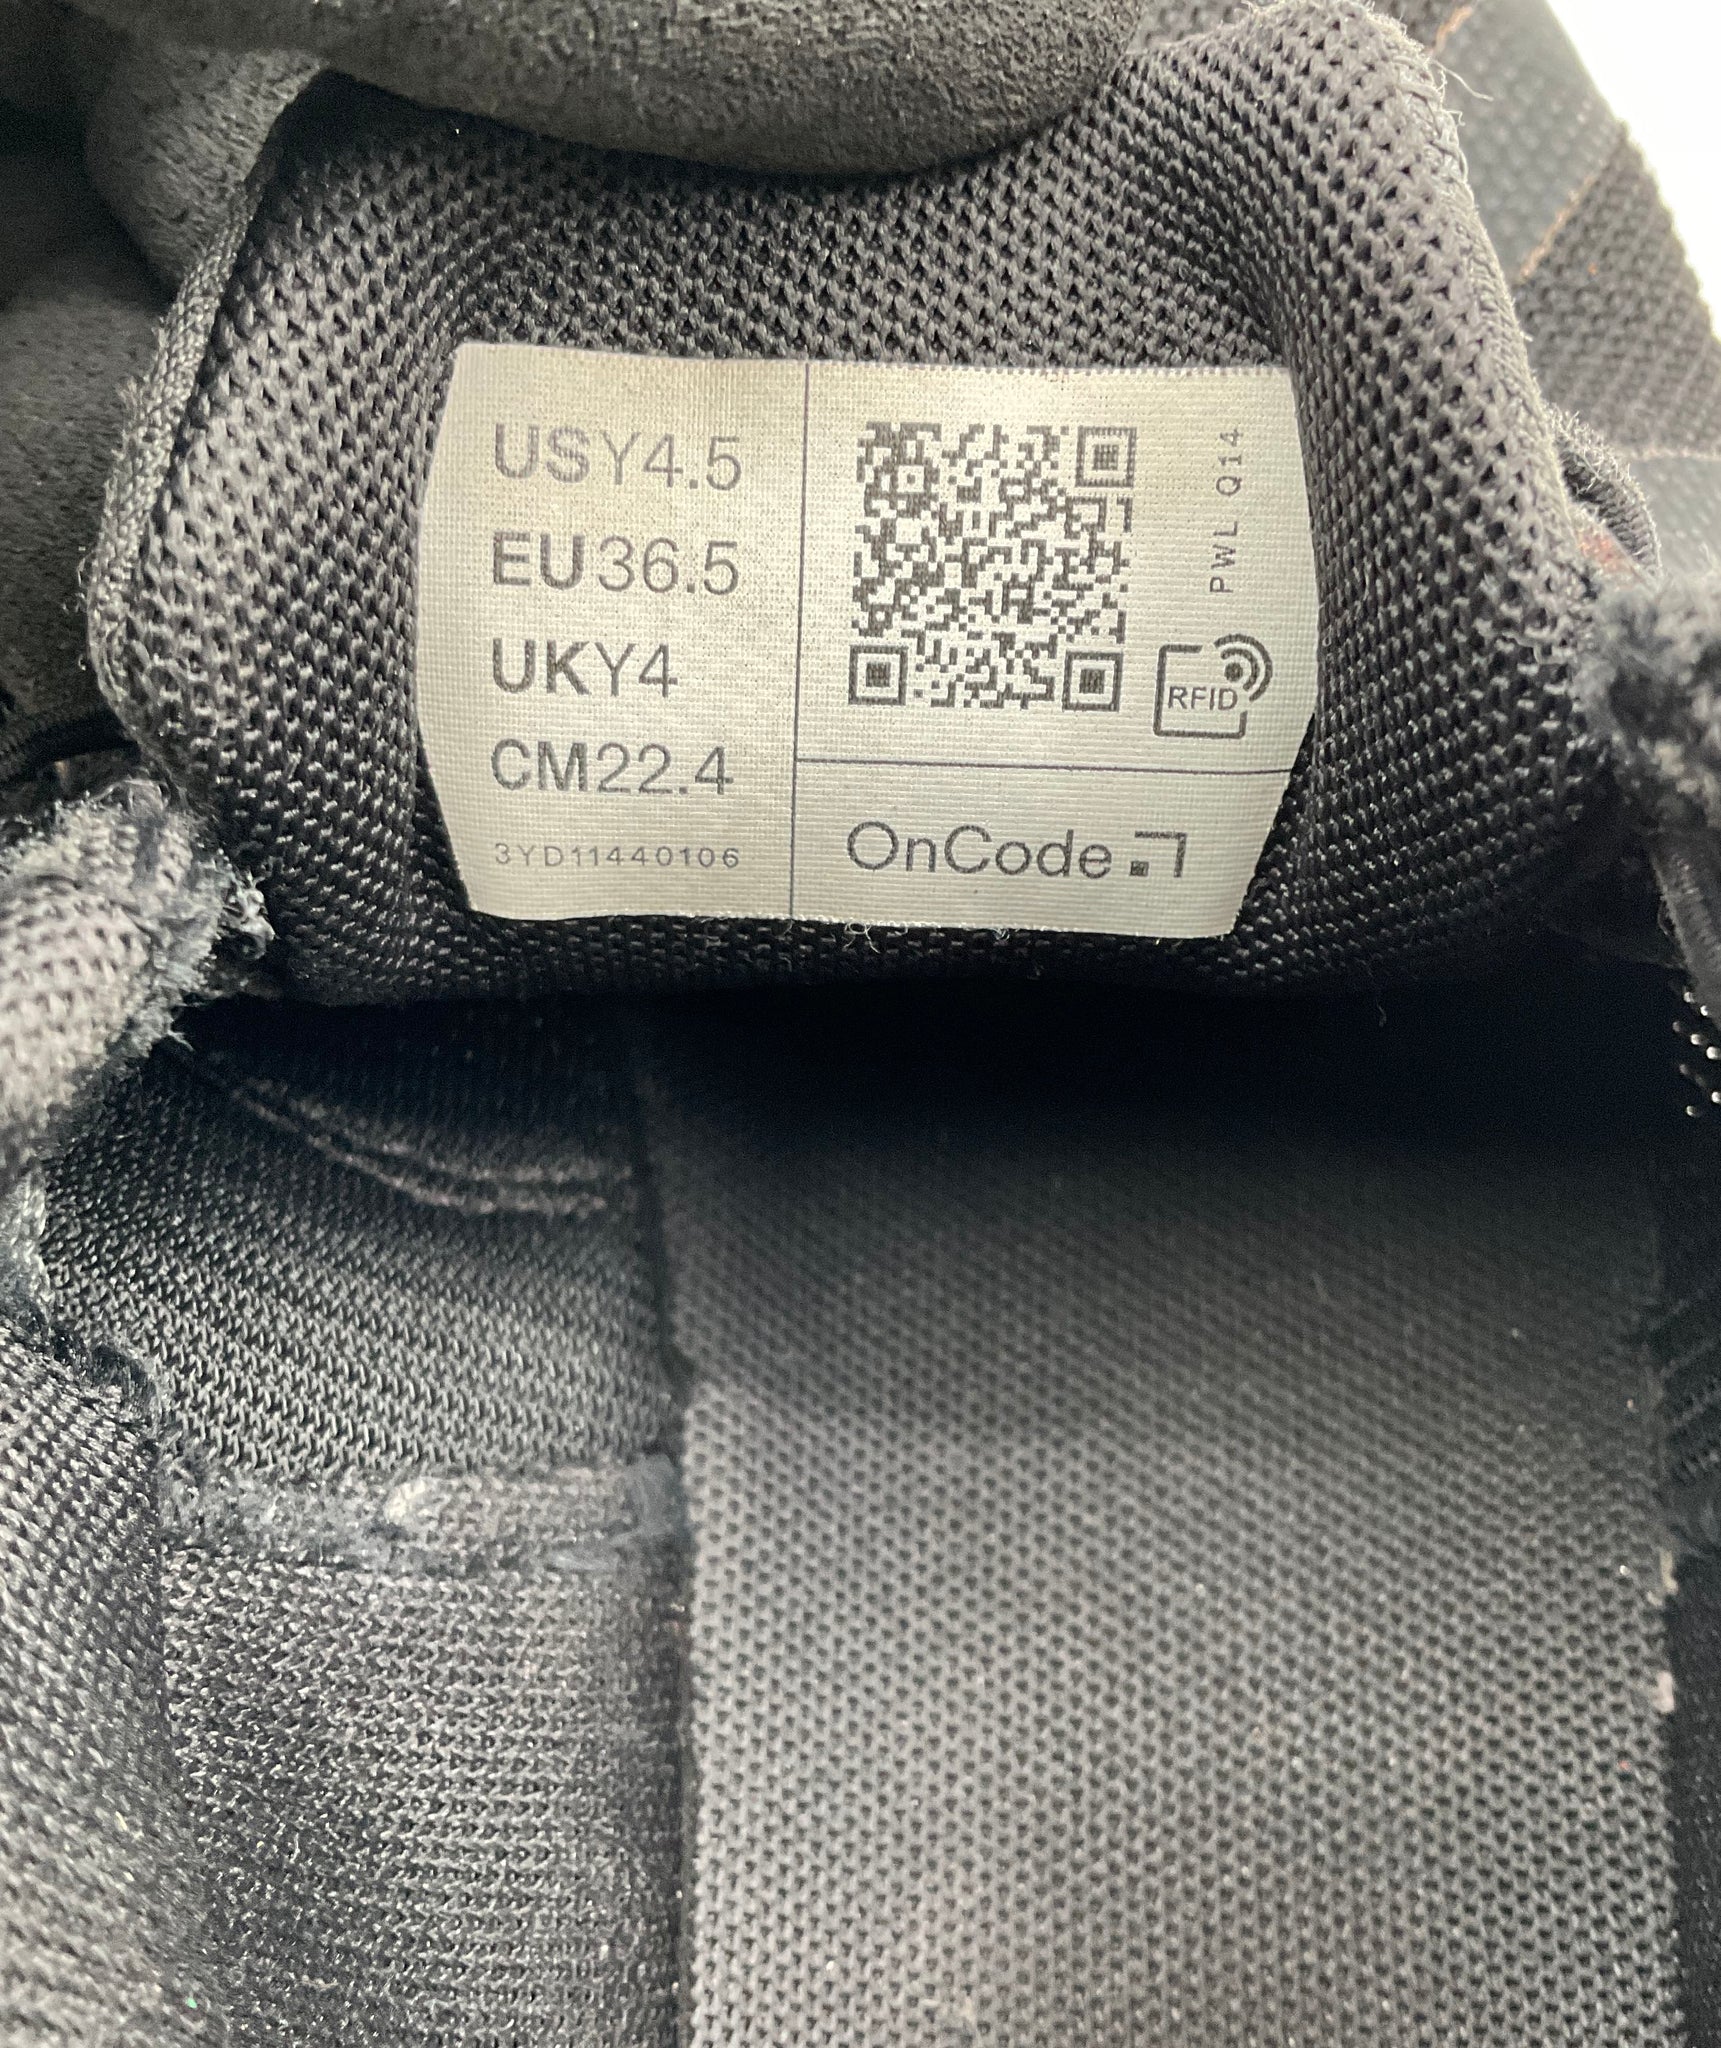 USY4.5
EU36.5
UKY4
CM22.4
3YD11440106
PWL Q14
RFID
OnCode